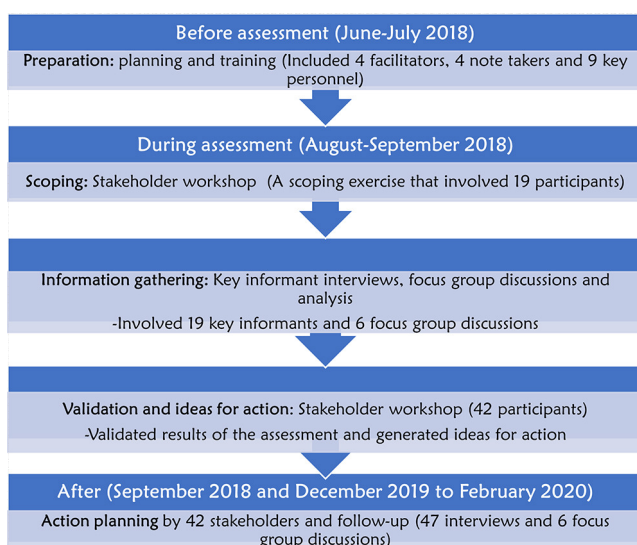 Before assessment (June-July 2018)
Preparation: planning and training (Included 4 facilitators, 4 note takers and 9 key
personnel)
During assessment (August-September 2018)
Scoping: Stakeholder workshop (A scoping exercise that involved 19 participants)
Information gathering: Key informant interviews, focus group discussions and
analysis
-Involved 19 key informants and 6 focus group discussions
Validation and ideas for action: Stakeholder workshop (42 participants)
-Validated results of the assessment and generated ideas for action
After (September 2018 and December 2019 to February 2020)
Action planning by 42 stakeholders and follow-up (47 interviews and 6 focus
group discussions)